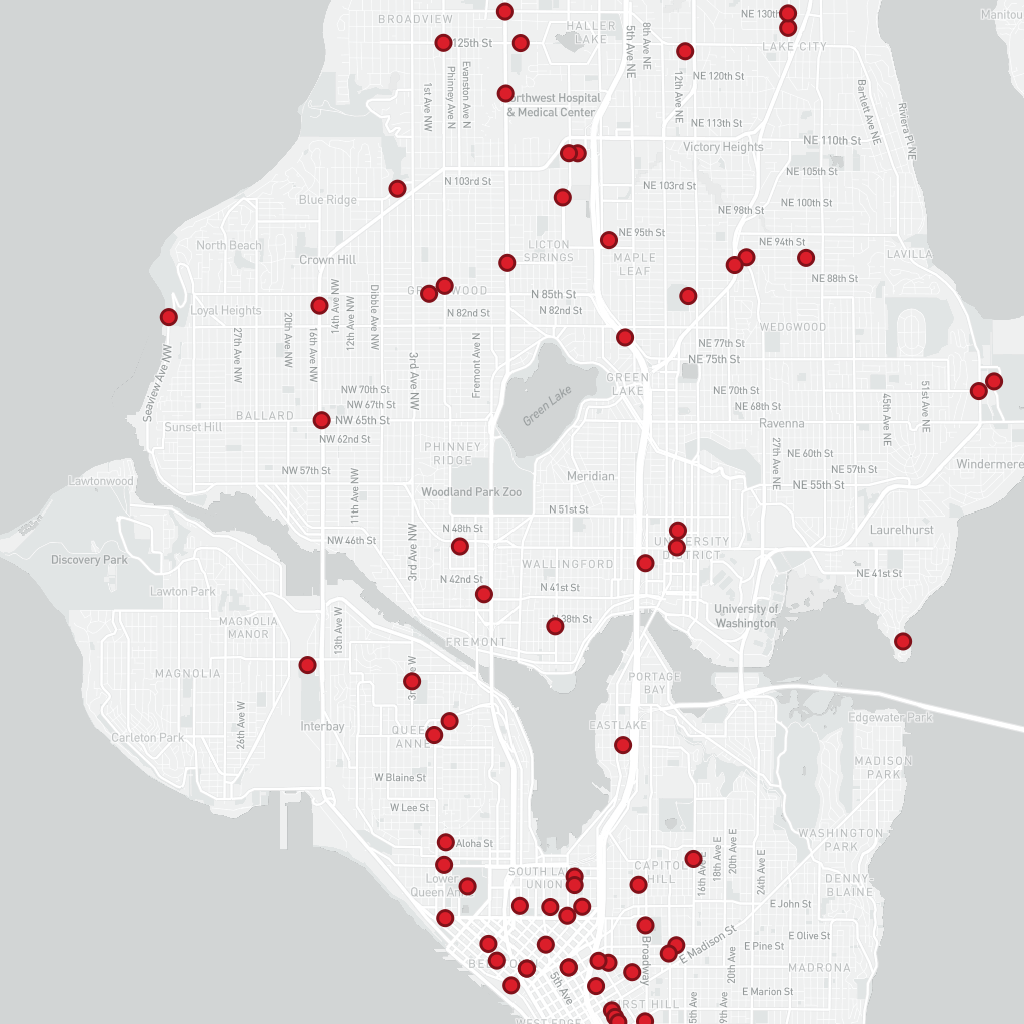 BROADVIEW
HALLER
LAKE
5th Ave NE
8th Ave NE
NE 130th
Manitou
LAKE CITY
125th St
1st Ave NW
Phinney Ave N
Evanston Ave N
12th Ave NE
NE 120th St
Bartlett Ave NE
Riviera Pl NE
Northwest Hospital
& Medical Center
NE 113th St
Victory Heights
NE 110th St
NE 105th St
N 103rd St
NE 103rd St
Blue Ridge
NE 98th St
NE 100th St
NE 95th St
NE 94th St
North Beach
LICTON
SPRINGS
MAPLE
LEAF
LAVILLA
Crown Hill
NE 88th St
14th Ave NW
12th Ave NW
Dibble Ave NW
N 85th St
N 82nd St
N 82nd St
Loyal Heights
20th Ave NW
16th Ave NW
27th Ave NW
WEDGWOOD
Fremont Ave N
NE 77th St
NE 75th St
Seaview Ave NW
3rd Ave NW
GREEN
LAKE
Green Lake
NW 70th St
NE 70th St
NW 67th St
NE 68th St
45th Ave NE
51st Ave NE
BALLARD
NW 65th St
Sunset Hill
Ravenna
NW 62nd St
PHINNEY
RIDGE
27th Ave NE
NE 60th St
NW 57th St
NE 57th St
Windermere
Meridian
Lawtonwood
NE 55th St
Woodland Park Zoo
11th Ave NW
N 51st St
N 48th St
Laurelhurst
NW 46th St
3rd Ave NW
UNIVERSITY
DISTRICT
Discovery Park
WALLINGFORD
NE 41st St
N 42nd St
N 41st St
Lawton Park
University of
Washington
MAGNOLIA
MANOR
13th Ave W
N 38th St
FREMONT
MAGNOLIA
PORTAGE
BAY
26th Ave W
Interbay
EASTLAKE
Edgewater Park
Carleton Park
MADISON
PARK
W Blaine St
W Lee St
WASHINGTON
PARK
Aloha St
16th Ave E
18th Ave E
20th Ave E
24th Ave E
DENNY-
BLAINE
E John St
E Olive St
E Madison St
E Pine St
Broadway
20th Ave
MADRONA
5th Ave
E Marion St
FIRST HILL
WEST EDGE